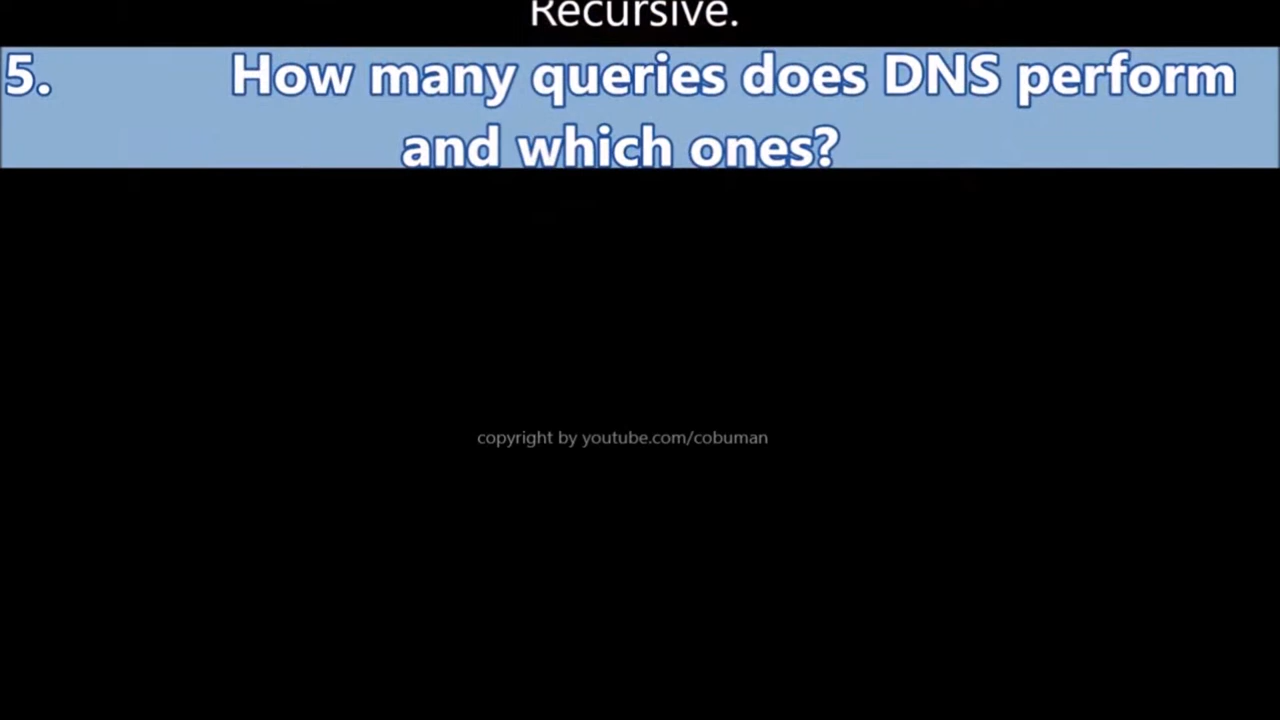 Recursive.
5. How many queries does DNS perform
and which ones?
copyright by youtube.com/cobuman